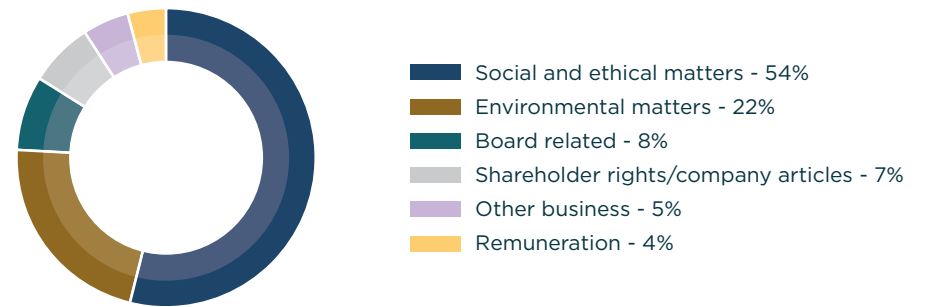 Social and ethical matters - 54%
Environmental matters - 22%
Board related - 8%
Shareholder rights/company articles - 7%
Other business - 5%
Remuneration - 4%